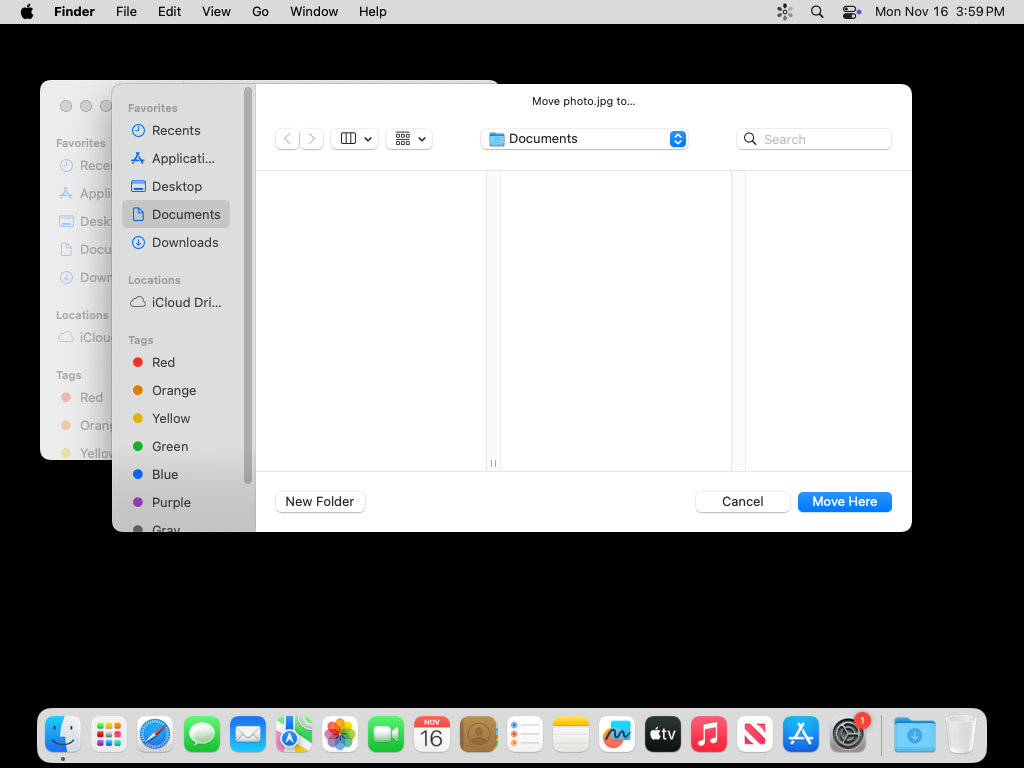 Finder File Edit View Go Window Help Mon Nov 16 3:59 PM
Move photo.jpg to...
Documents
Search
Favorites
Recents
Applicati...
Desktop
Documents
Downloads
Locations
iCloud Dri...
Tags
Red
Orange
Yellow
Green
Blue
Purple
Gray
New Folder Cancel Move Here
Favorites
Locations
Tags
Red
NOV
16
tv
1